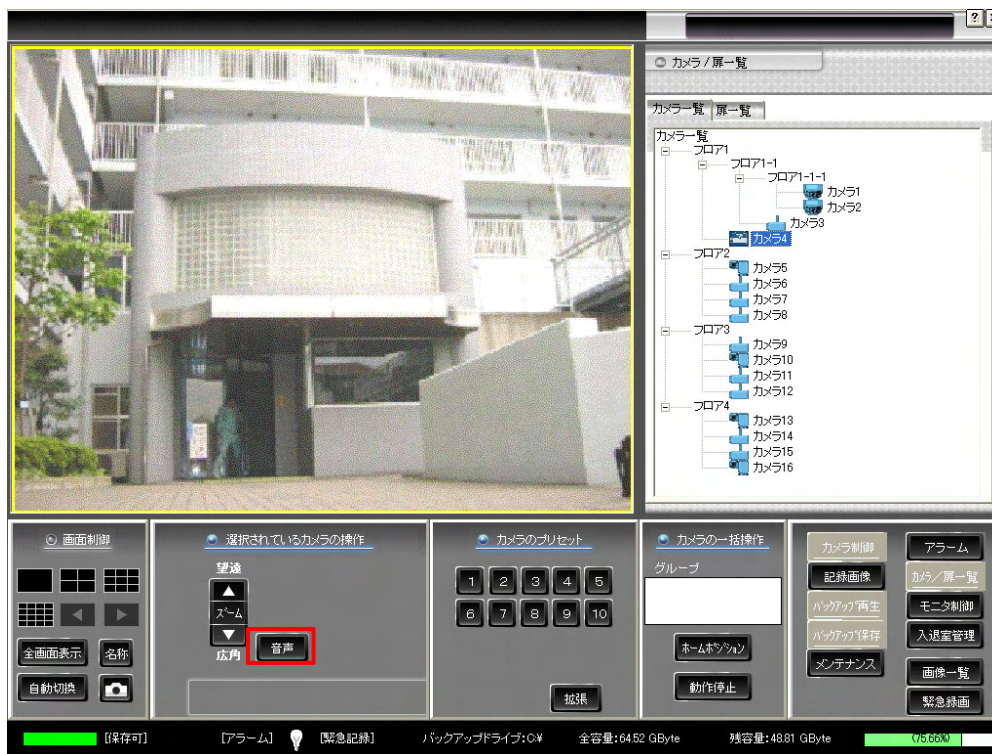 ?
カメラ/扉一覧
カメラ一覧 扉一覧
カメラ一覧
フロア1
フロア1-1
フロア1-1-1
カメラ1
カメラ2
カメラ3
カメラ4
フロア2
カメラ5
カメラ6
カメラ7
カメラ8
フロア3
カメラ9
カメラ10
カメラ11
カメラ12
フロア4
カメラ13
カメラ14
カメラ15
カメラ16
画面制御
全画面表示 名称
自動切換
選択されているカメラの操作
望遠
ズーム
広角
音声
カメラのプリセット
1 2 3 4 5
6 7 8 9 10
拡張
カメラの一括操作
グループ
ホームポジション
動作停止
カメラ制御 アラーム
記録画像 カメラ/扉一覧
バックアップ再生 モニタ制御
バックアップ保存 入退室管理
メンテナンス 画像一覧
緊急録画
[保存可] [アラーム] [緊急記録] バックアップドライブ:C:¥ 全容量:64.52 GByte 残容量:48.81 GByte (75.66%)